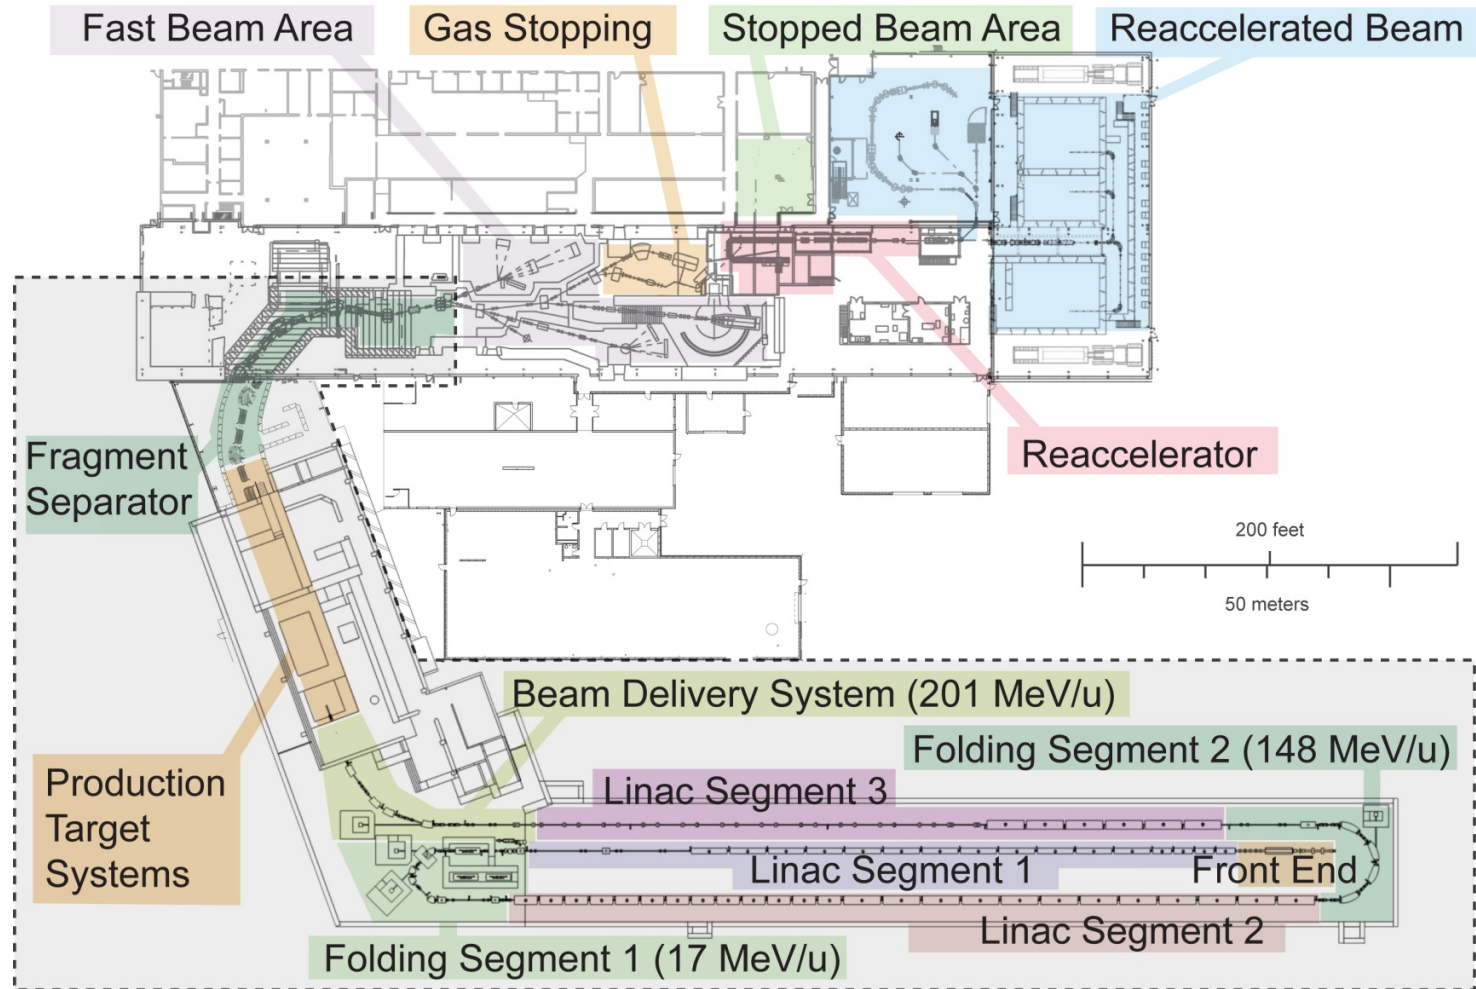 Fast Beam Area
Gas Stopping
Stopped Beam Area
Reaccelerated Beam
Fragment
Separator
Reaccelerator
200 feet
50 meters
Beam Delivery System (201 MeV/u)
Folding Segment 2 (148 MeV/u)
Production
Target
Systems
Linac Segment 3
Linac Segment 1
Front End
Linac Segment 2
Folding Segment 1 (17 MeV/u)